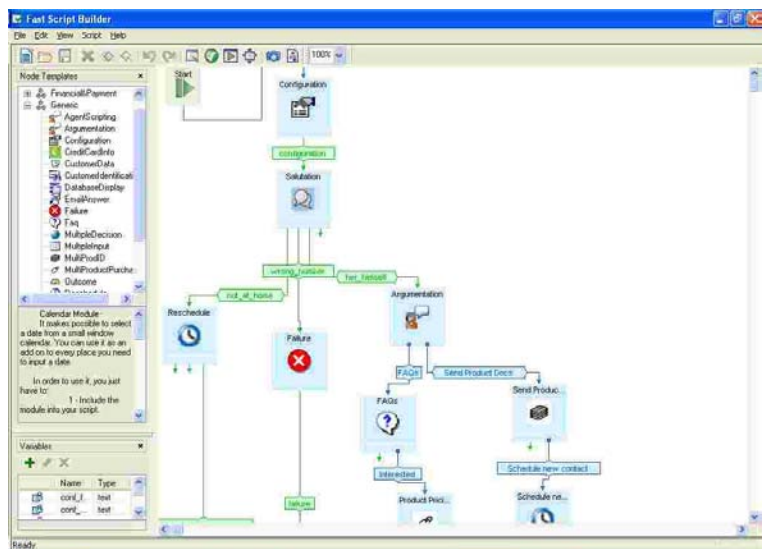 Fast Script Builder
File Edit View Script Help
100%
Node Templates
Financial\Payment
Generic
AgentScripting
Argumentation
Configuration
CreditCardInfo
CustomerData
CustomerIdentificati
DatabaseDisplay
EmailAnswer
Failure
Faq
MultipleDecision
MultipleInput
MultiProdID
MultiProductPurcha
Outcome
Calendar Module
It makes possible to select
a date from a small window
calendar. You can use it as an
add on to every place you need
to input a date.
In order to use it, you just
have to:
1 - Include the
module into your script.
Variables
Name Type
conf_f... text
conf_... text
Ready
Start
Configuration
configuration
Salutation
wrong_number
not_at_home
Argumentation
Reschedule
Failure
FAQs
Send Product Docs
FAQs
Send Produc...
Interested
Schedule new contact
failure
Product Prici...
Schedule ne...